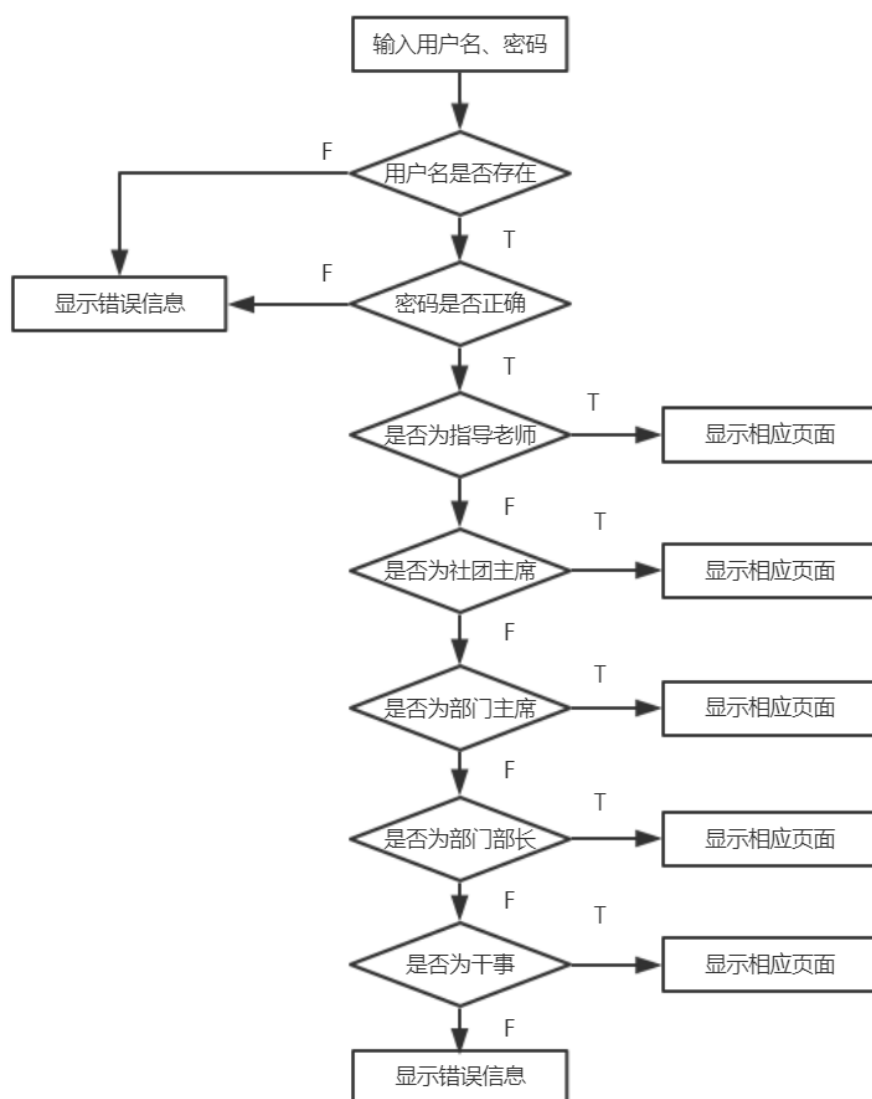 输入用户名、密码
F
用户名是否存在
T
F
显示错误信息
密码是否正确
T
T
是否为指导老师
显示相应页面
F
T
是否为社团主席
显示相应页面
F
T
是否为部门主席
显示相应页面
F
T
是否为部门部长
显示相应页面
F
T
是否为干事
显示相应页面
F
显示错误信息